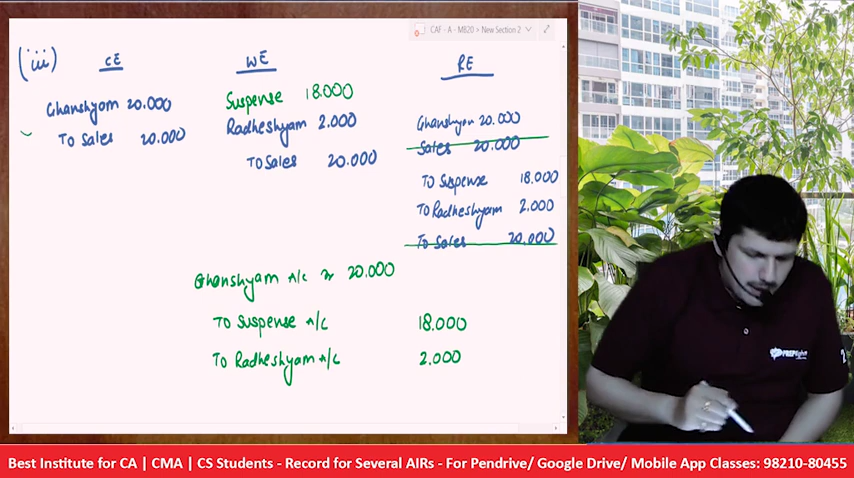 CAF - A - MB20 > New Section 2
(iii)
CE
WE
RE
Ghanshyam 20.000
To Sales 20.000
Suspense 18.000
Radheshyam 2.000
To Sales 20.000
Ghanshyam 20.000
Sales 20.000
To Suspense 18.000
To Radheshyam 2.000
To Sales 20.000
Ghanshyam A/c 20.000
To Suspense A/c 18.000
To Radheshyam A/c 2.000
Best Institute for CA | CMA | CS Students - Record for Several AIRs - For Pendrive/ Google Drive/ Mobile App Classes: 98210-80455